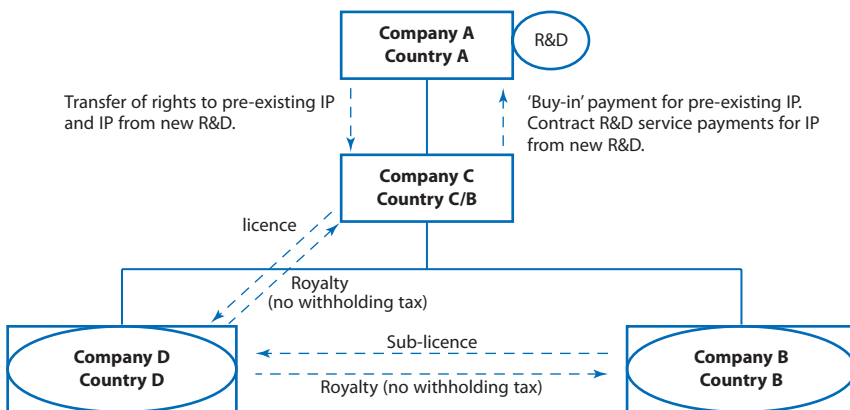 Company A
Country A
R&D
Transfer of rights to pre-existing IP
and IP from new R&D.
‘Buy-in’ payment for pre-existing IP.
Contract R&D service payments for IP
from new R&D.
Company C
Country C/B
licence
Royalty
(no withholding tax)
Company D
Country D
Sub-licence
Royalty (no withholding tax)
Company B
Country B